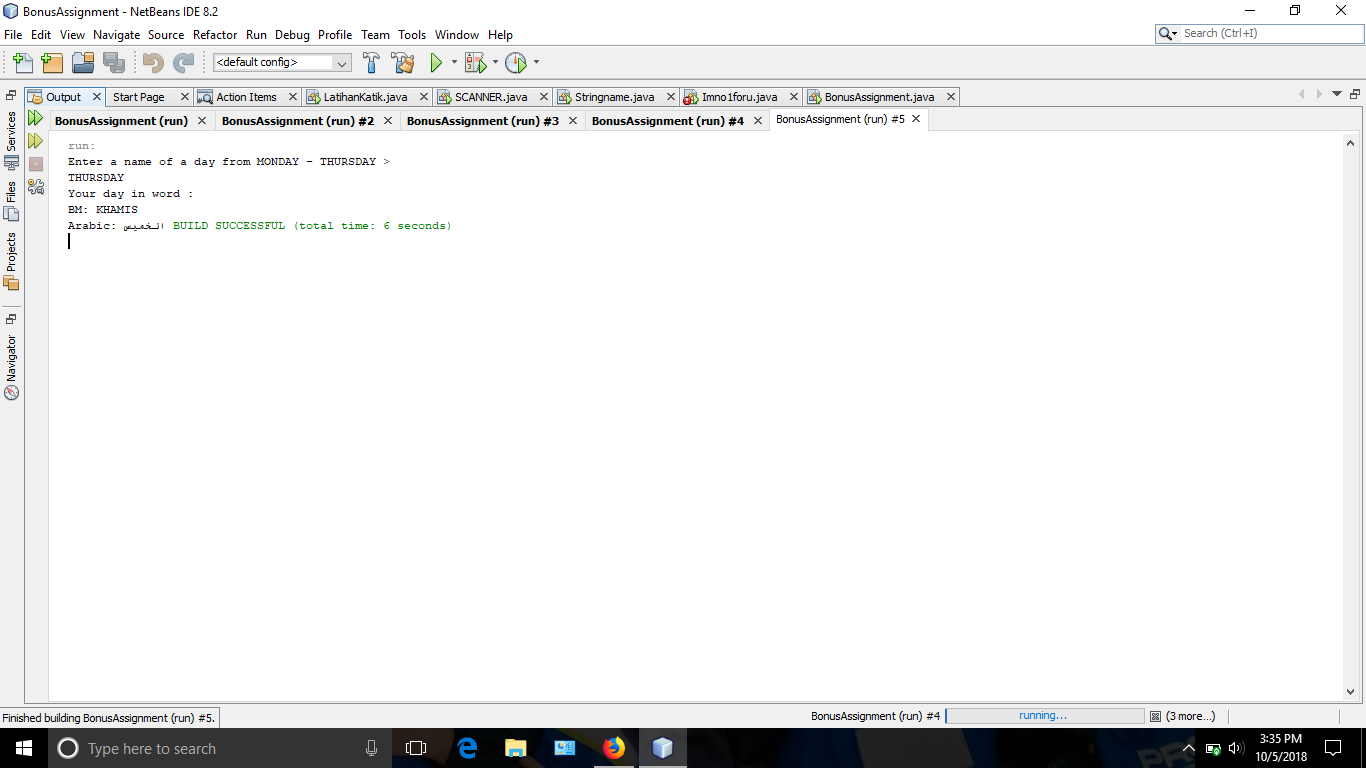 BonusAssignment - NetBeans IDE 8.2
File Edit View Navigate Source Refactor Run Debug Profile Team Tools Window Help
Search (Ctrl+I)
<default config>
Output Start Page Action Items LatihanKatik.java SCANNER.java Stringname.java Imno1foru.java BonusAssignment.java
BonusAssignment (run) BonusAssignment (run) #2 BonusAssignment (run) #3 BonusAssignment (run) #4 BonusAssignment (run) #5
Services
Files
Projects
Navigator
run:
Enter a name of a day from MONDAY - THURSDAY >
THURSDAY
Your day in word :
BM: KHAMIS
Arabic: الخميس BUILD SUCCESSFUL (total time: 6 seconds)
Finished building BonusAssignment (run) #5.
BonusAssignment (run) #4 running... (3 more...)
Type here to search
3:35 PM
10/5/2018